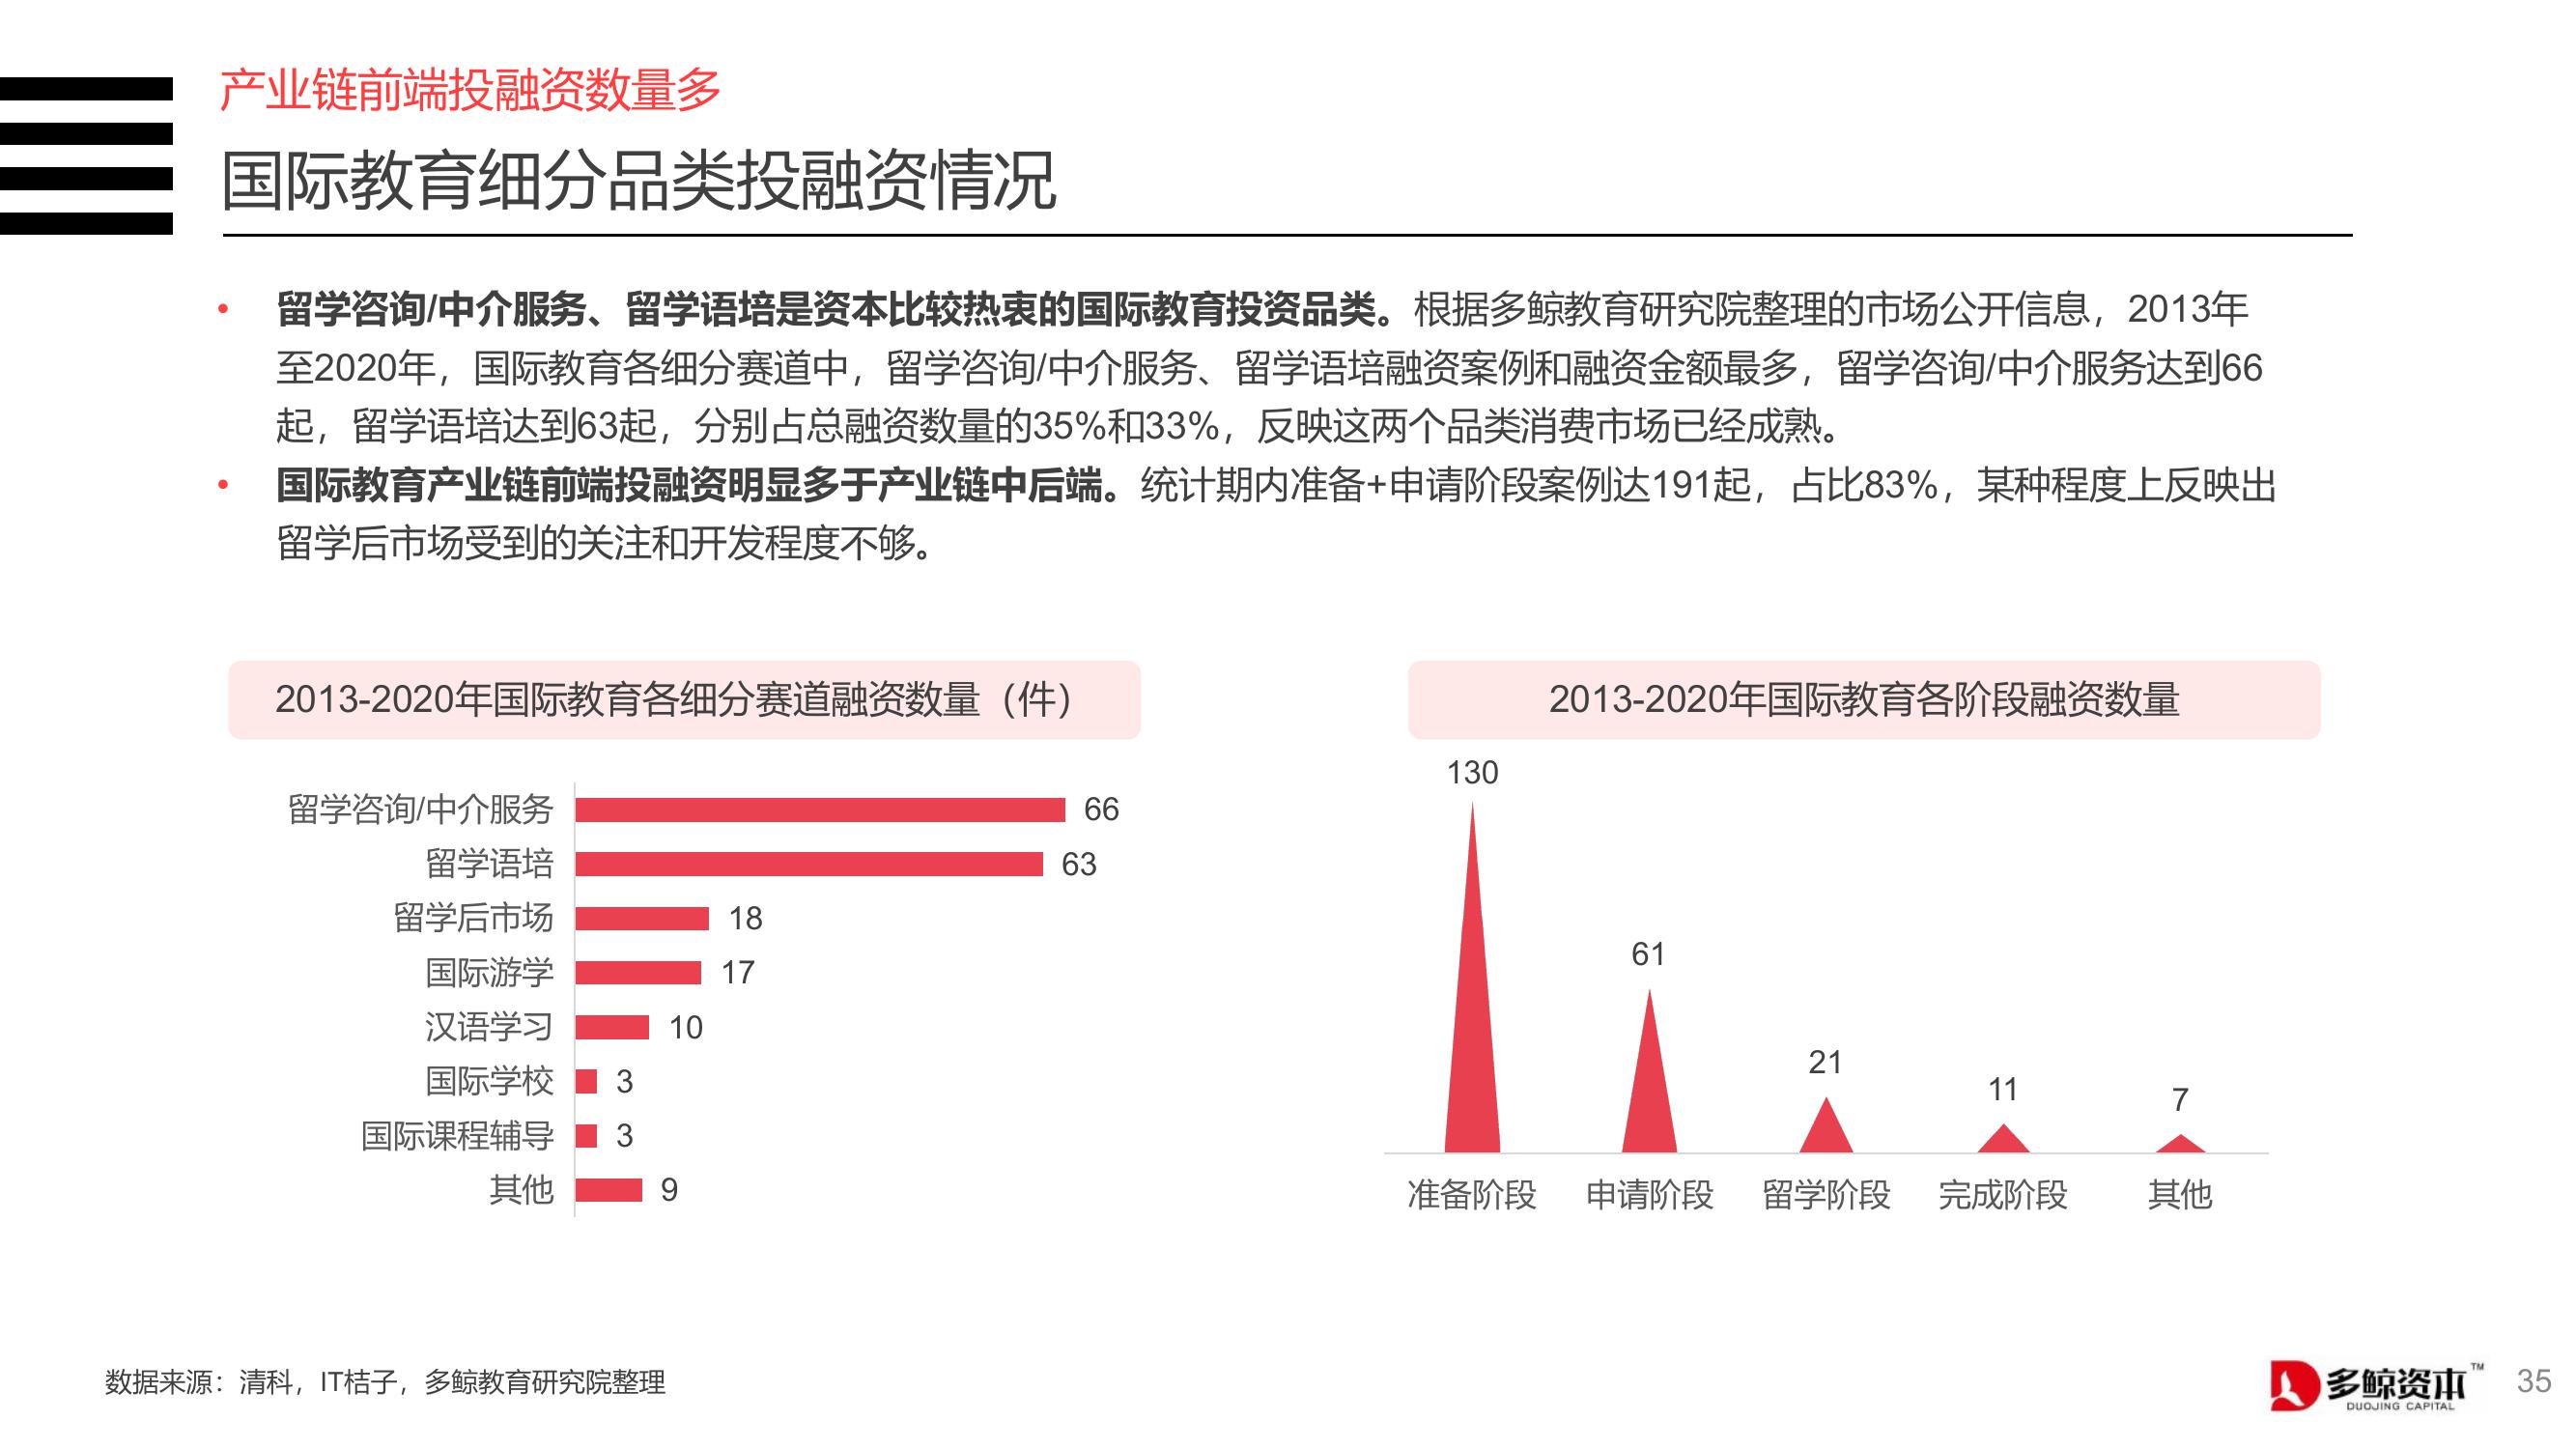 产业链前端投融资数量多
国际教育细分品类投融资情况
• 留学咨询/中介服务、留学语培是资本比较热衷的国际教育投资品类。根据多鲸教育研究院整理的市场公开信息，2013年
至2020年，国际教育各细分赛道中，留学咨询/中介服务、留学语培融资案例和融资金额最多，留学咨询/中介服务达到66
起，留学语培达到63起，分别占总融资数量的35%和33%，反映这两个品类消费市场已经成熟。
• 国际教育产业链前端投融资明显多于产业链中后端。统计期内准备+申请阶段案例达191起，占比83%，某种程度上反映出
留学后市场受到的关注和开发程度不够。
2013-2020年国际教育各细分赛道融资数量（件）
留学咨询/中介服务 66
留学语培 63
留学后市场 18
国际游学 17
汉语学习 10
国际学校 3
国际课程辅导 3
其他 9
2013-2020年国际教育各阶段融资数量
130
61
21
11
7
准备阶段 申请阶段 留学阶段 完成阶段 其他
数据来源：清科，IT桔子，多鲸教育研究院整理
多鲸资本™
DUOJING CAPITAL
35